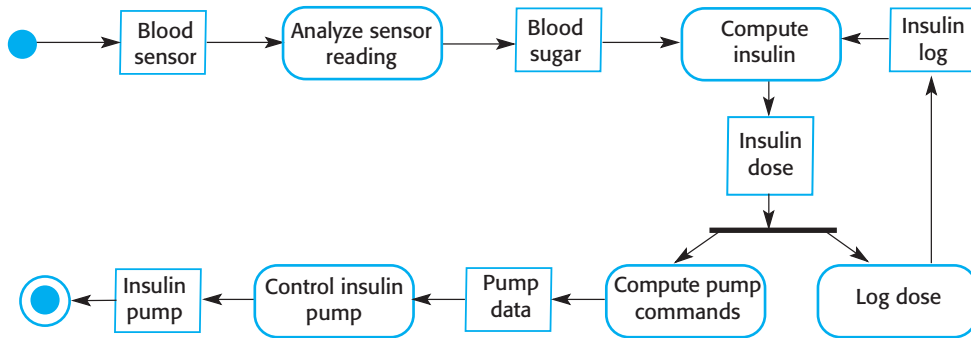 Blood
sensor
Analyze sensor
reading
Blood
sugar
Compute
insulin
Insulin
log
Insulin
dose
Insulin
pump
Control insulin
pump
Pump
data
Compute pump
commands
Log dose